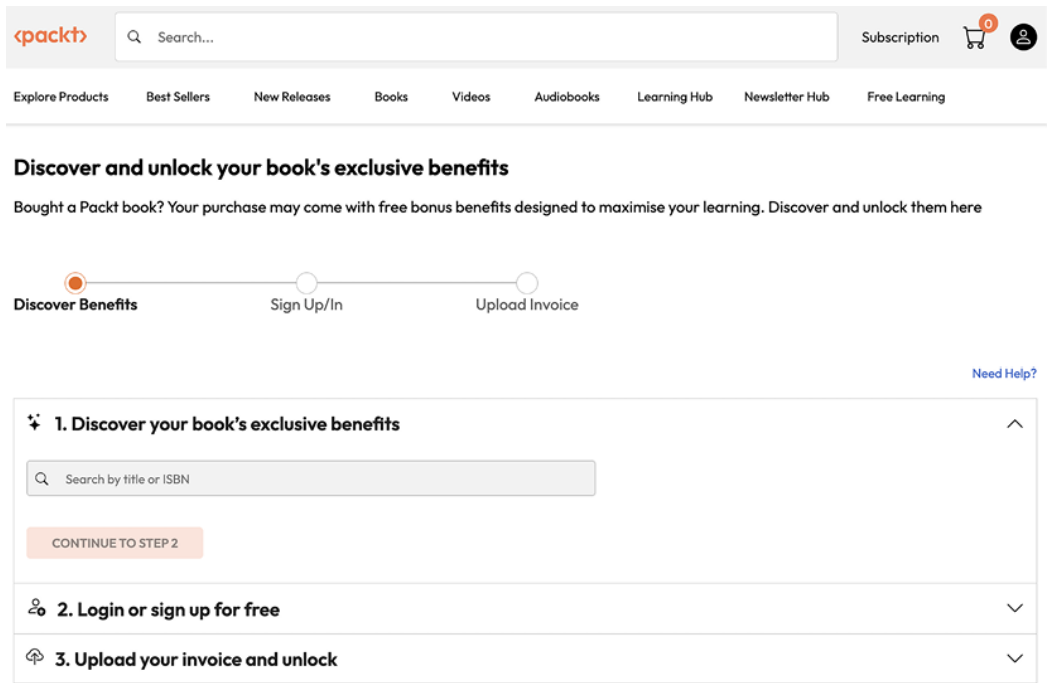 <packt>
Search...
Subscription
0
Explore Products
Best Sellers
New Releases
Books
Videos
Audiobooks
Learning Hub
Newsletter Hub
Free Learning
Discover and unlock your book's exclusive benefits
Bought a Packt book? Your purchase may come with free bonus benefits designed to maximise your learning. Discover and unlock them here
Discover Benefits
Sign Up/In
Upload Invoice
Need Help?
1. Discover your book's exclusive benefits
Search by title or ISBN
CONTINUE TO STEP 2
2. Login or sign up for free
3. Upload your invoice and unlock